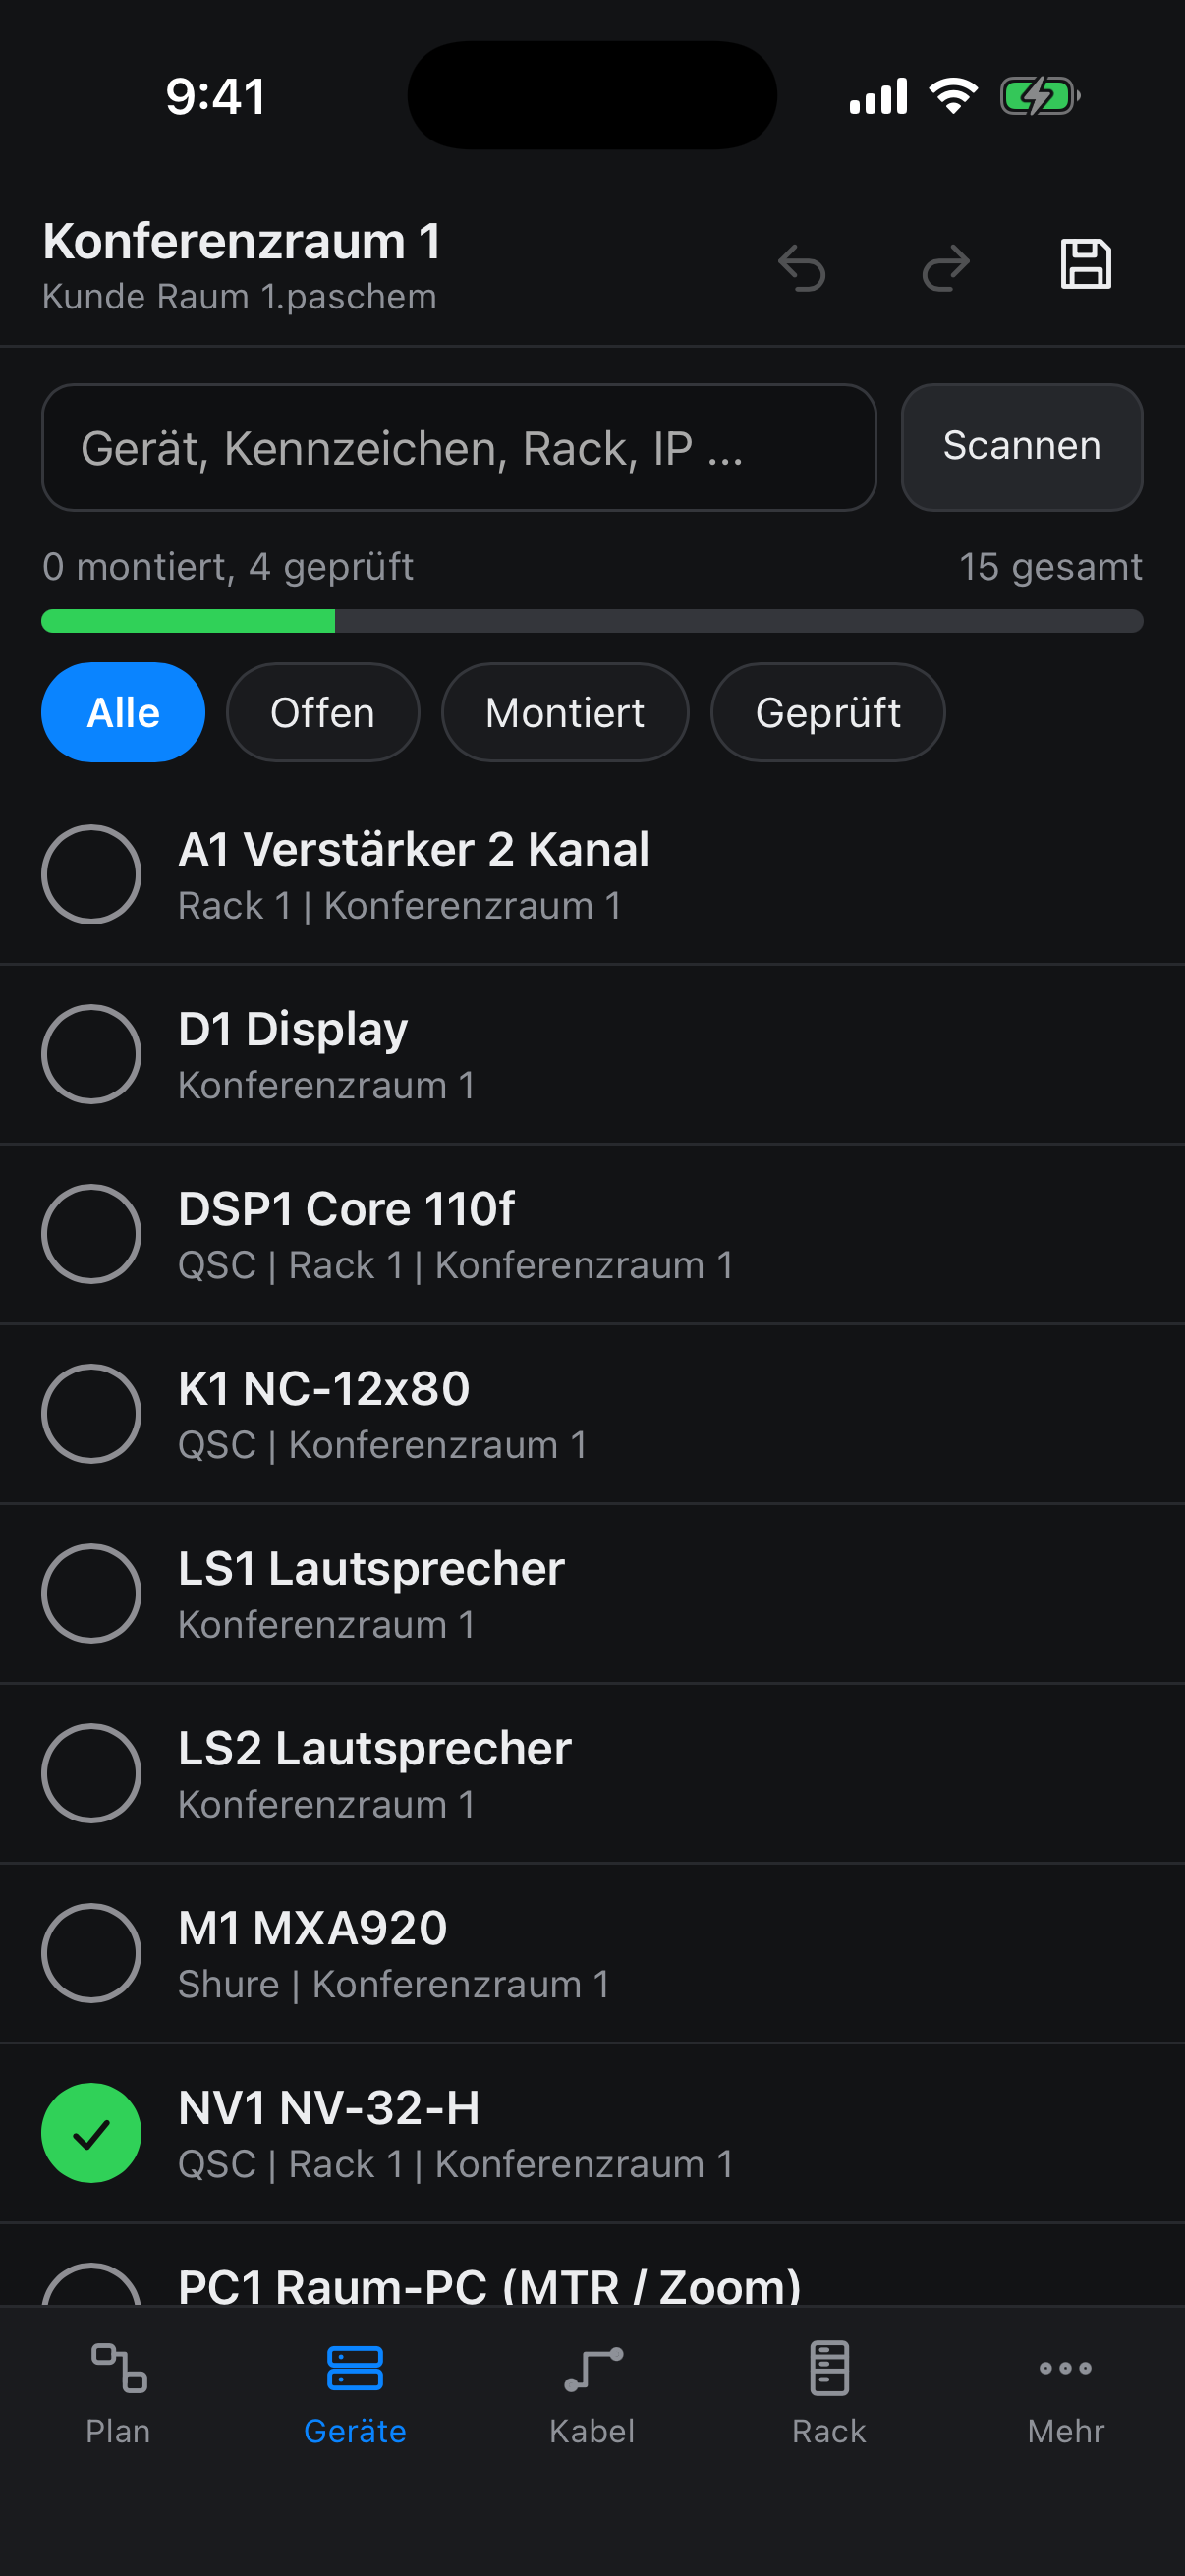 9:41
Konferenzraum 1
Kunde Raum 1.paschem
Gerät, Kennzeichen, Rack, IP ...
Scannen
0 montiert, 4 geprüft
15 gesamt
Alle
Offen
Montiert
Geprüft
A1 Verstärker 2 Kanal
Rack 1 | Konferenzraum 1
D1 Display
Konferenzraum 1
DSP1 Core 110f
QSC | Rack 1 | Konferenzraum 1
K1 NC-12x80
QSC | Konferenzraum 1
LS1 Lautsprecher
Konferenzraum 1
LS2 Lautsprecher
Konferenzraum 1
M1 MXA920
Shure | Konferenzraum 1
NV1 NV-32-H
QSC | Rack 1 | Konferenzraum 1
PC1 Raum-PC (MTR / Zoom)
Plan
Geräte
Kabel
Rack
Mehr